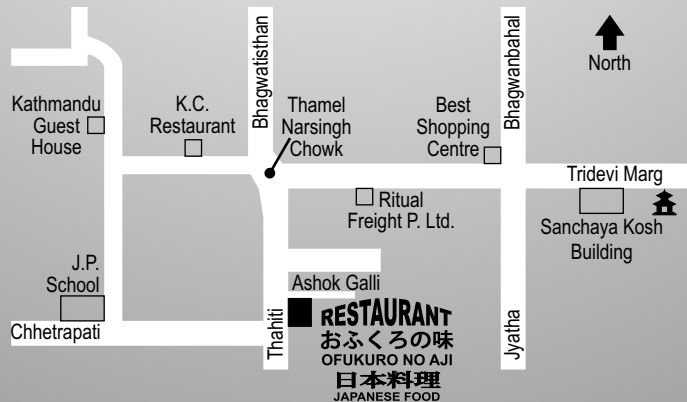 Bhagwatisthan
Bhagwanbahal
North
Kathmandu
Guest
House
K.C.
Restaurant
Thamel
Narsingh
Chowk
Best
Shopping
Centre
Tridevi Marg
Ritual
Freight P. Ltd.
Sanchaya Kosh
Building
J.P.
School
Ashok Galli
Chhetrapati
Thahiti
Jyatha
RESTAURANT
おふくろの味
OFUKURO NO AJI
日本料理
JAPANESE FOOD